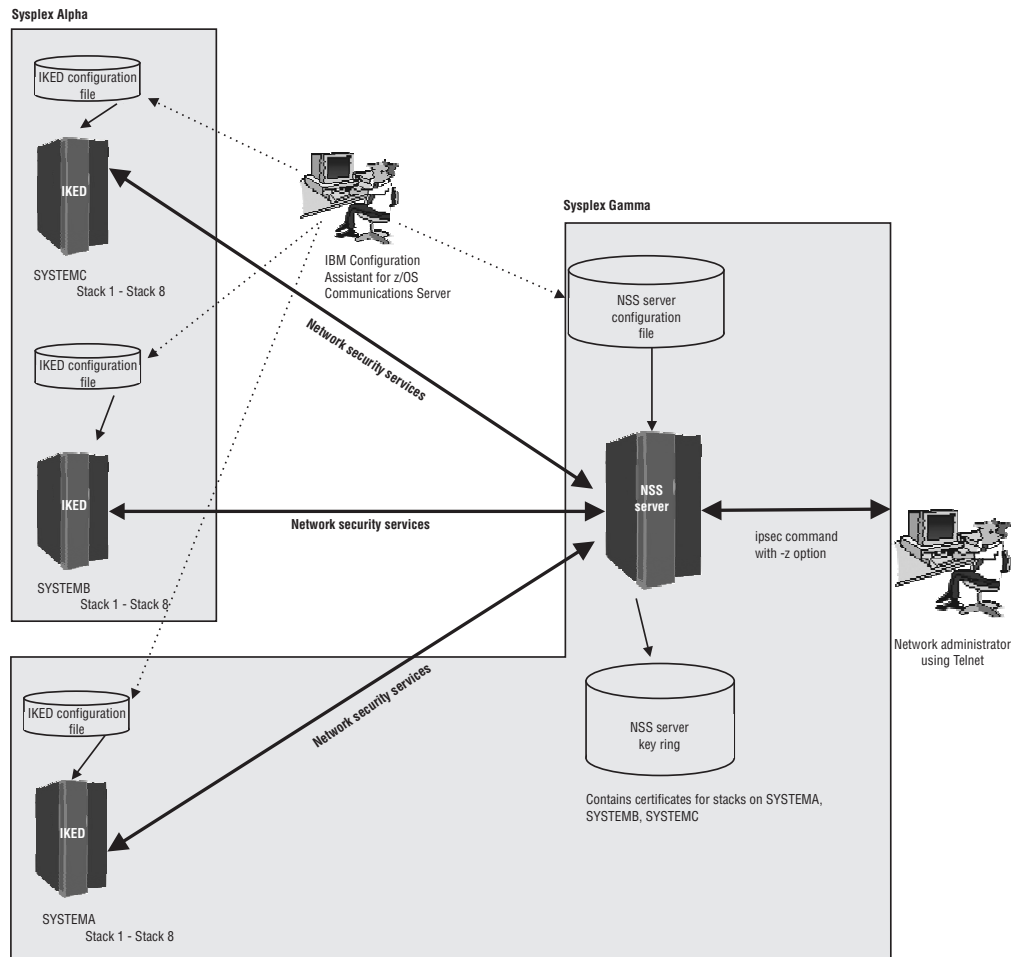 Sysplex Alpha
IKED configuration
file
IKED
SYSTEMC
Stack 1 - Stack 8
IKED configuration
file
IKED
SYSTEMB
Stack 1 - Stack 8
IBM Configuration
Assistant for z/OS
Communications Server
Network security services
Network security services
Network security services
Sysplex Gamma
NSS server
configuration
file
NSS
server
ipsec command
with -z option
Network administrator
using Telnet
NSS server
key ring
Contains certificates for stacks on SYSTEMA,
SYSTEMB, SYSTEMC
IKED configuration
file
IKED
SYSTEMA
Stack 1 - Stack 8